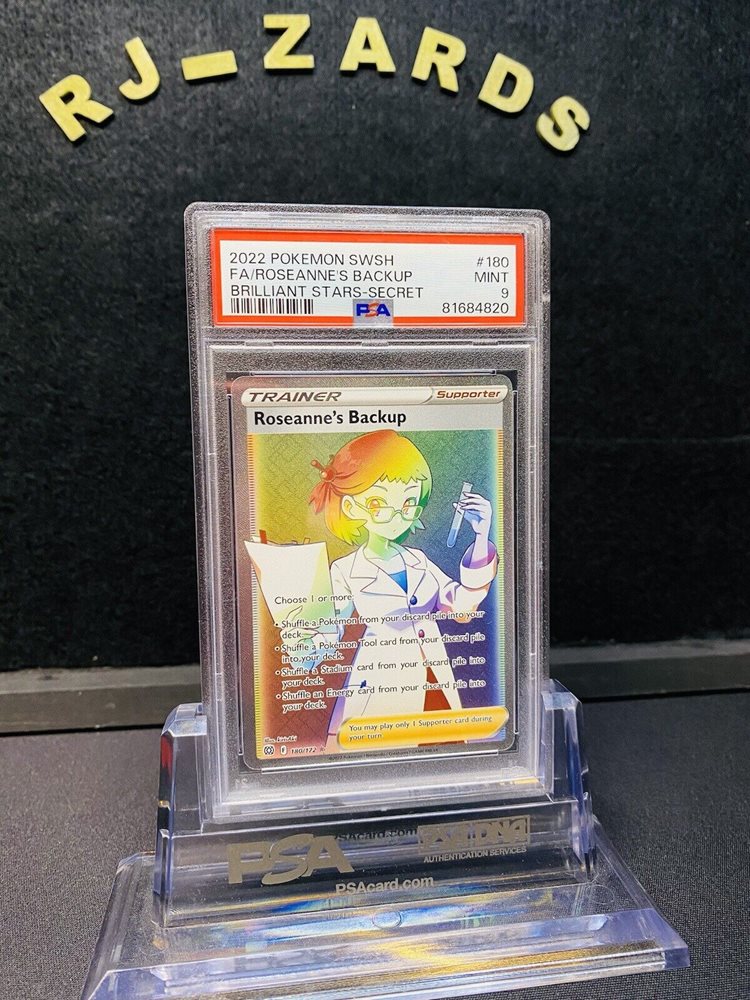 RJ_ZARDS
2022 POKEMON SWSH #180
FA/ROSEANNE'S BACKUP MINT
BRILLIANT STARS-SECRET 9
PSA 81684820
TRAINER Supporter
Roseanne's Backup
Choose 1 or more:
• Shuffle a Pokémon from your discard pile into your
deck.
• Shuffle a Pokémon Tool card from your discard pile
into your deck.
• Shuffle a Stadium card from your discard pile into
your deck.
• Shuffle an Energy card from your discard pile into
your deck.
You may play only 1 Supporter card during
your turn.
180/172
PSAcard.com PSA/DNA
PSA AUTHENTICATION SERVICES
PSAcard.com